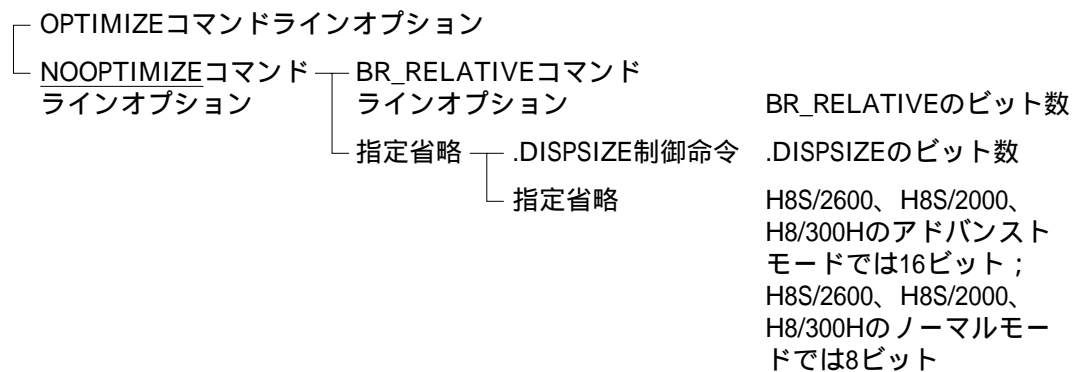 OPTIMIZEコマンドラインオプション
NOOPTIMIZEコマンド
ラインオプション
BR_RELATIVEコマンド
ラインオプション
BR_RELATIVEのビット数
指定省略
.DISPSIZE制御命令
.DISPSIZEのビット数
指定省略
H8S/2600、H8S/2000、
H8/300Hのアドバンスト
モードでは16ビット；
H8S/2600、H8S/2000、
H8/300Hのノーマルモー
ドでは8ビット